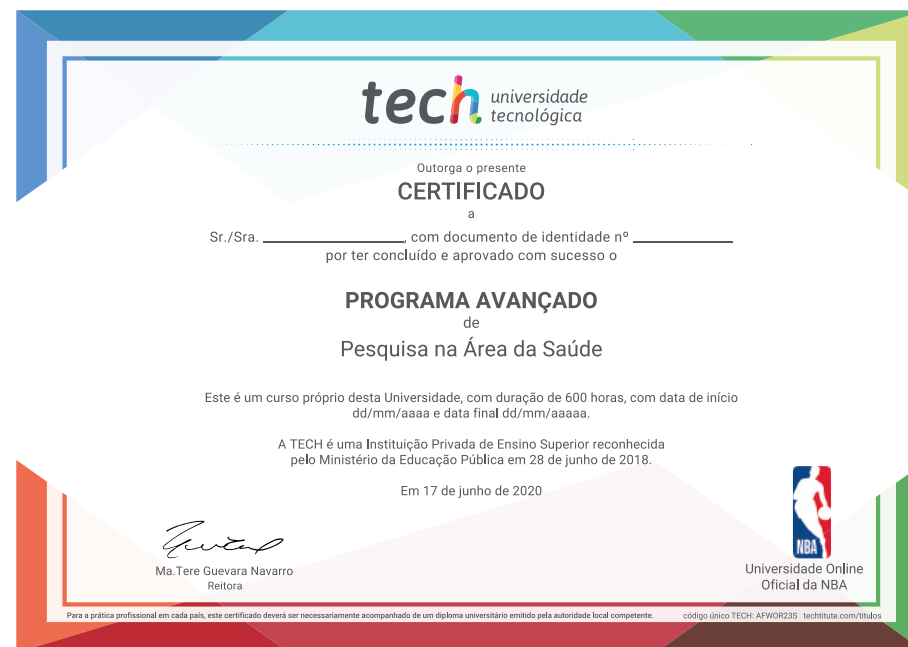 tech universidade
tecnológica
Outorga o presente
CERTIFICADO
a
Sr./Sra. ____________________, com documento de identidade nº ______________
por ter concluído e aprovado com sucesso o
PROGRAMA AVANÇADO
de
Pesquisa na Área da Saúde
Este é um curso próprio desta Universidade, com duração de 600 horas, com data de início
dd/mm/aaaa e data final dd/mm/aaaaa.
A TECH é uma Instituição Privada de Ensino Superior reconhecida
pelo Ministério da Educação Pública em 28 de junho de 2018.
Em 17 de junho de 2020
NBA
Ma.Tere Guevara Navarro
Reitora
Universidade Online
Oficial da NBA
Para a prática profissional em cada país, este certificado deverá ser necessariamente acompanhado de um diploma universitário emitido pela autoridade local competente.
código único TECH: AFWOR23S techtitute.com/titulos